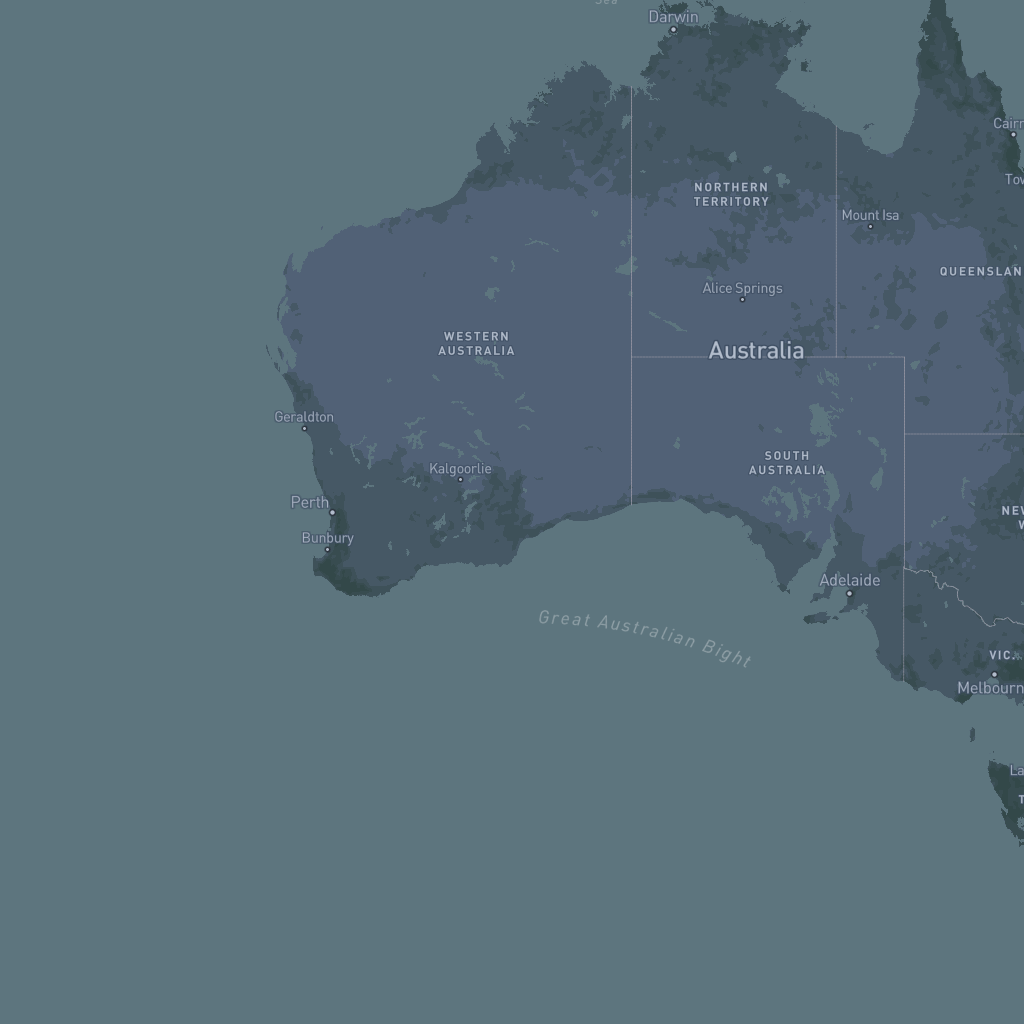 Sea
Darwin
Cairn
Tow
NORTHERN
TERRITORY
Mount Isa
QUEENSLAN
Alice Springs
WESTERN
AUSTRALIA
Australia
Geraldton
Kalgoorlie
SOUTH
AUSTRALIA
Perth
NEW
W
Bunbury
Adelaide
Great Australian Bight
VIC.
Melbourn
La
T